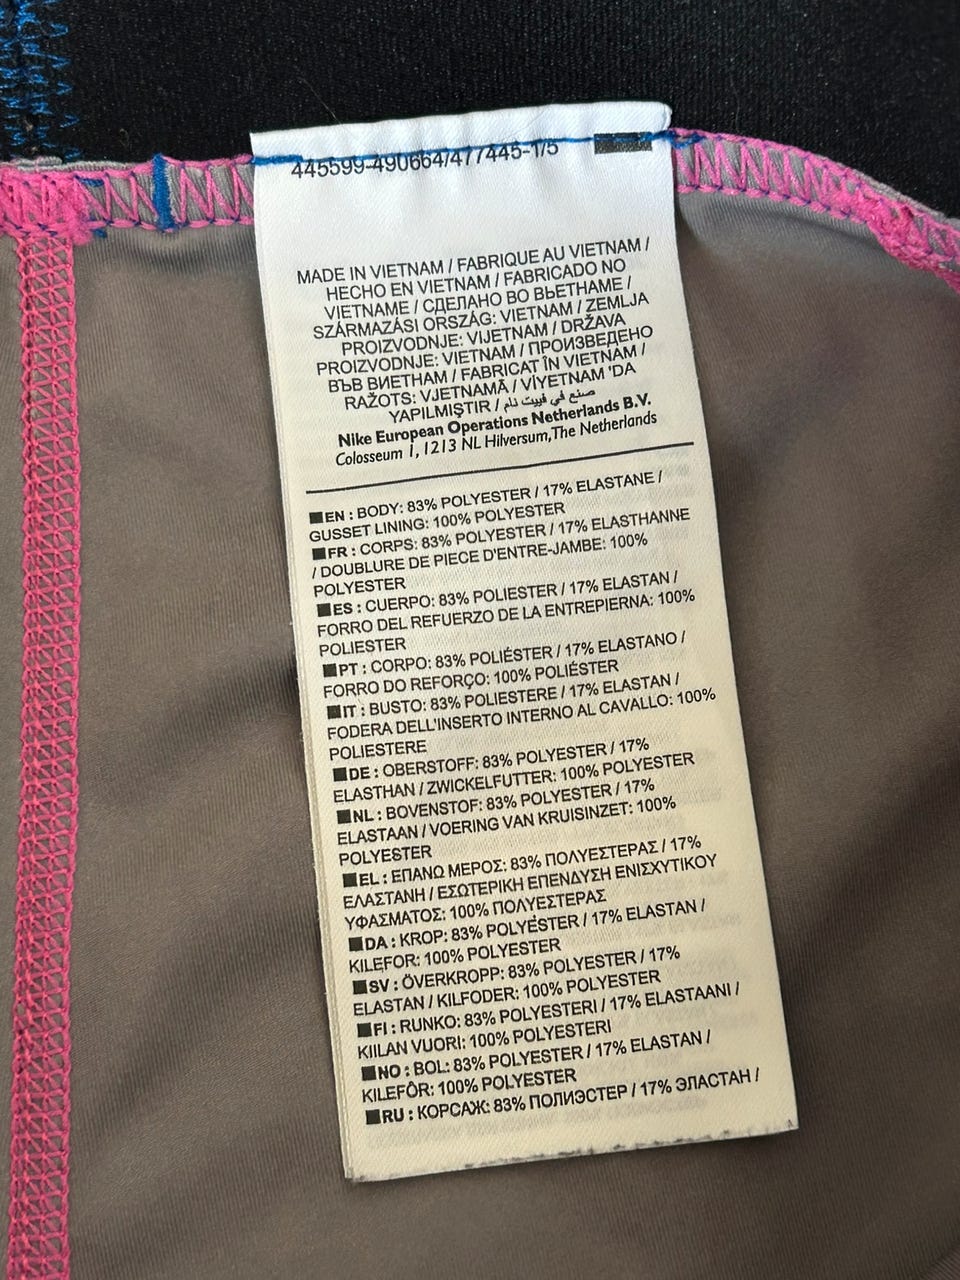 445599-490664/477445-1/5
MADE IN VIETNAM / FABRIQUE AU VIETNAM /
HECHO EN VIETNAM / FABRICADO NO
VIETNAME / СДЕЛАНО ВО ВЬЕТНАМЕ /
SZÁRMAZÁSI ORSZÁG: VIETNAM / ZEMLJA
PROIZVODNJE: VIJETNAM / DRŽAVA
PROIZVODNJE: VIETNAM / ПРОИЗВЕДЕНО
ВЪВ ВИЕТНАМ / FABRICAT ÎN VIETNAM /
RAŽOTS: VJETNAMĀ / VİYETNAM 'DA
YAPILMIŞTIR / صنع في فييت نام
Nike European Operations Netherlands B.V.
Colosseum 1, 1213 NL Hilversum,The Netherlands
EN : BODY: 83% POLYESTER / 17% ELASTANE /
GUSSET LINING: 100% POLYESTER
FR : CORPS: 83% POLYESTER / 17% ELASTHANNE
/ DOUBLURE DE PIECE D'ENTRE-JAMBE: 100%
POLYESTER
ES : CUERPO: 83% POLIESTER / 17% ELASTAN /
FORRO DEL REFUERZO DE LA ENTREPIERNA: 100%
POLIESTER
PT : CORPO: 83% POLIÉSTER / 17% ELASTANO /
FORRO DO REFORÇO: 100% POLIÉSTER
IT : BUSTO: 83% POLIESTERE / 17% ELASTAN /
FODERA DELL'INSERTO INTERNO AL CAVALLO: 100%
POLIESTERE
DE : OBERSTOFF: 83% POLYESTER / 17%
ELASTHAN / ZWICKELFUTTER: 100% POLYESTER
NL : BOVENSTOF: 83% POLYESTER / 17%
ELASTAAN / VOERING VAN KRUISINZET: 100%
POLYESTER
EL : ΕΠΑΝΩ ΜΕΡΟΣ: 83% ΠΟΛΥΕΣΤΕΡΑΣ / 17%
ΕΛΑΣΤΑΝΗ / ΕΣΩΤΕΡΙΚΗ ΕΠΕΝΔΥΣΗ ΕΝΙΣΧΥΤΙΚΟΥ
ΥΦΑΣΜΑΤΟΣ: 100% ΠΟΛΥΕΣΤΕΡΑΣ
DA : KROP: 83% POLYESTER / 17% ELASTAN /
KILEFOR: 100% POLYESTER
SV : ÖVERKROPP: 83% POLYESTER / 17%
ELASTAN / KILFODER: 100% POLYESTER
FI : RUNKO: 83% POLYESTERI / 17% ELASTAANI /
KIILAN VUORI: 100% POLYESTERI
NO : BOL: 83% POLYESTER / 17% ELASTAN /
KILEFÔR: 100% POLYESTER
RU : КОРСАЖ: 83% ПОЛИЭСТЕР / 17% ЭЛАСТАН /